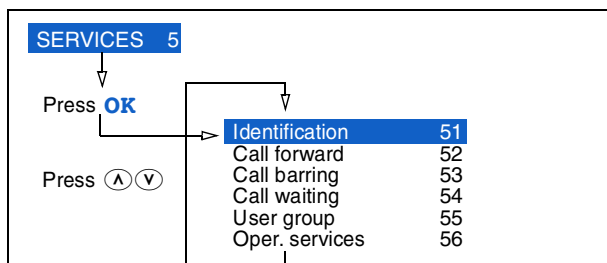 SERVICES 5
Press OK
Identification 51
Call forward 52
Call barring 53
Press
Call waiting 54
User group 55
Oper. services 56